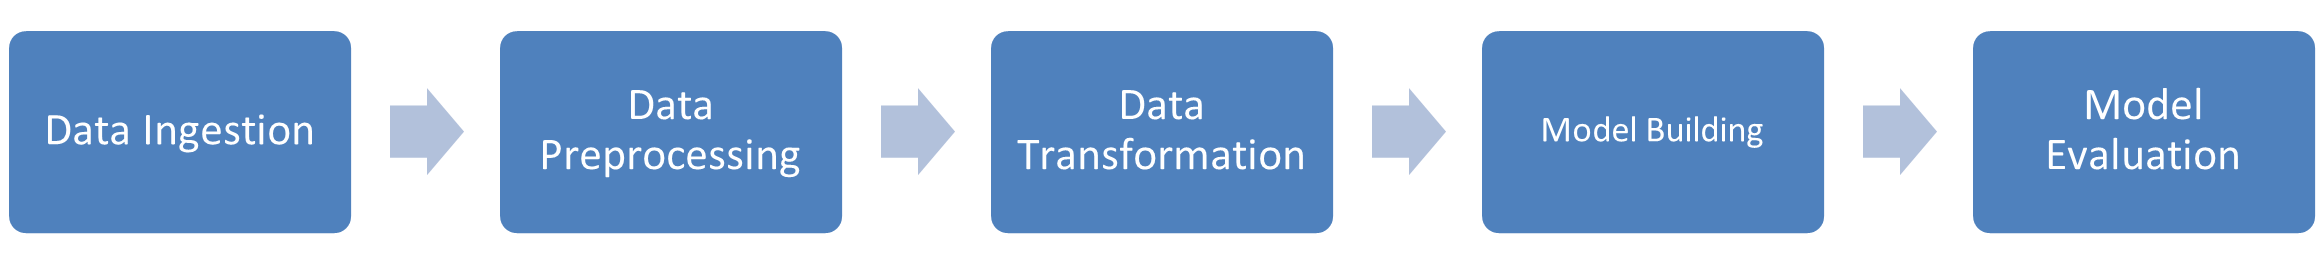 Data Ingestion
Data
Preprocessing
Data
Transformation
Model Building
Model
Evaluation